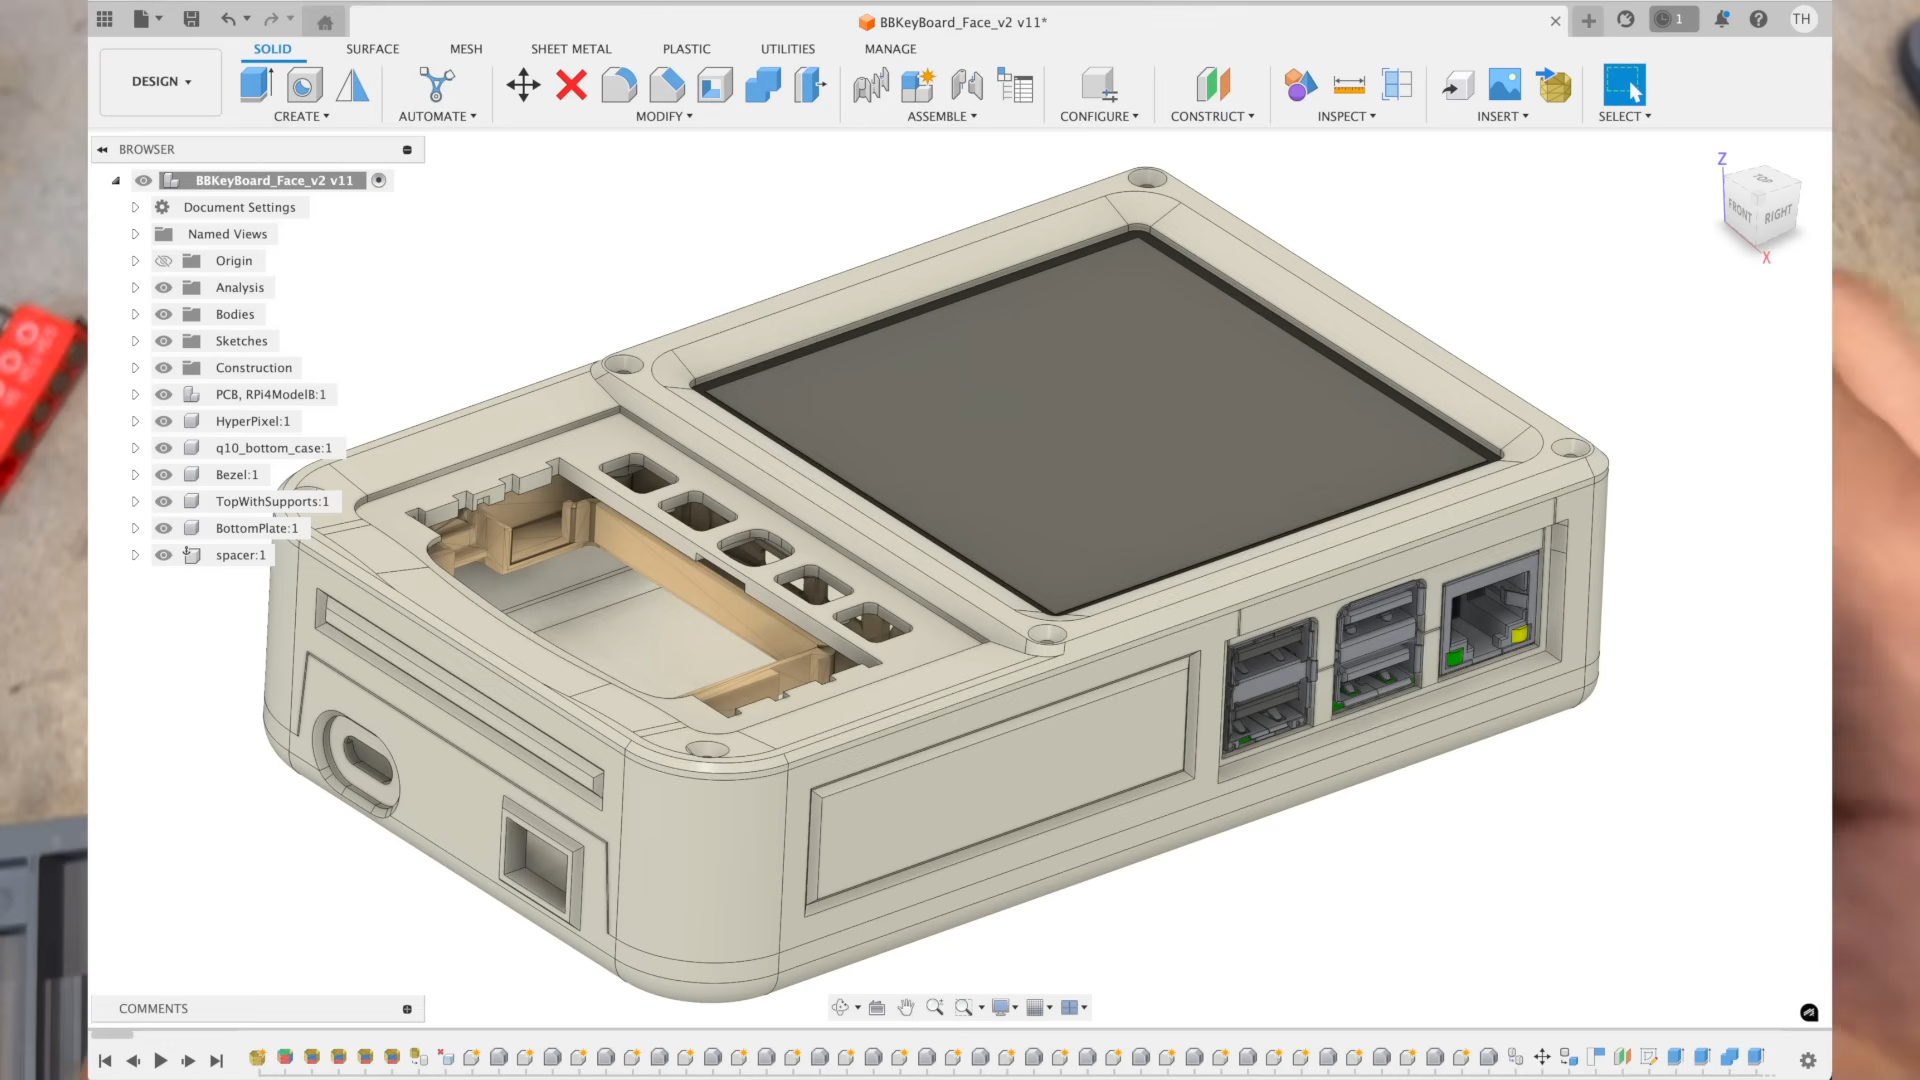 BBKeyBoard_Face_v2 v11*
1
TH
DESIGN
SOLID
SURFACE
MESH
SHEET METAL
PLASTIC
UTILITIES
MANAGE
CREATE
AUTOMATE
MODIFY
ASSEMBLE
CONFIGURE
CONSTRUCT
INSPECT
INSERT
SELECT
BROWSER
BBKeyBoard_Face_v2 v11
Document Settings
Named Views
Origin
Analysis
Bodies
Sketches
Construction
PCB, RPi4ModelB:1
HyperPixel:1
q10_bottom_case:1
Bezel:1
TopWithSupports:1
BottomPlate:1
spacer:1
Z
TOP
FRONT
RIGHT
X
COMMENTS